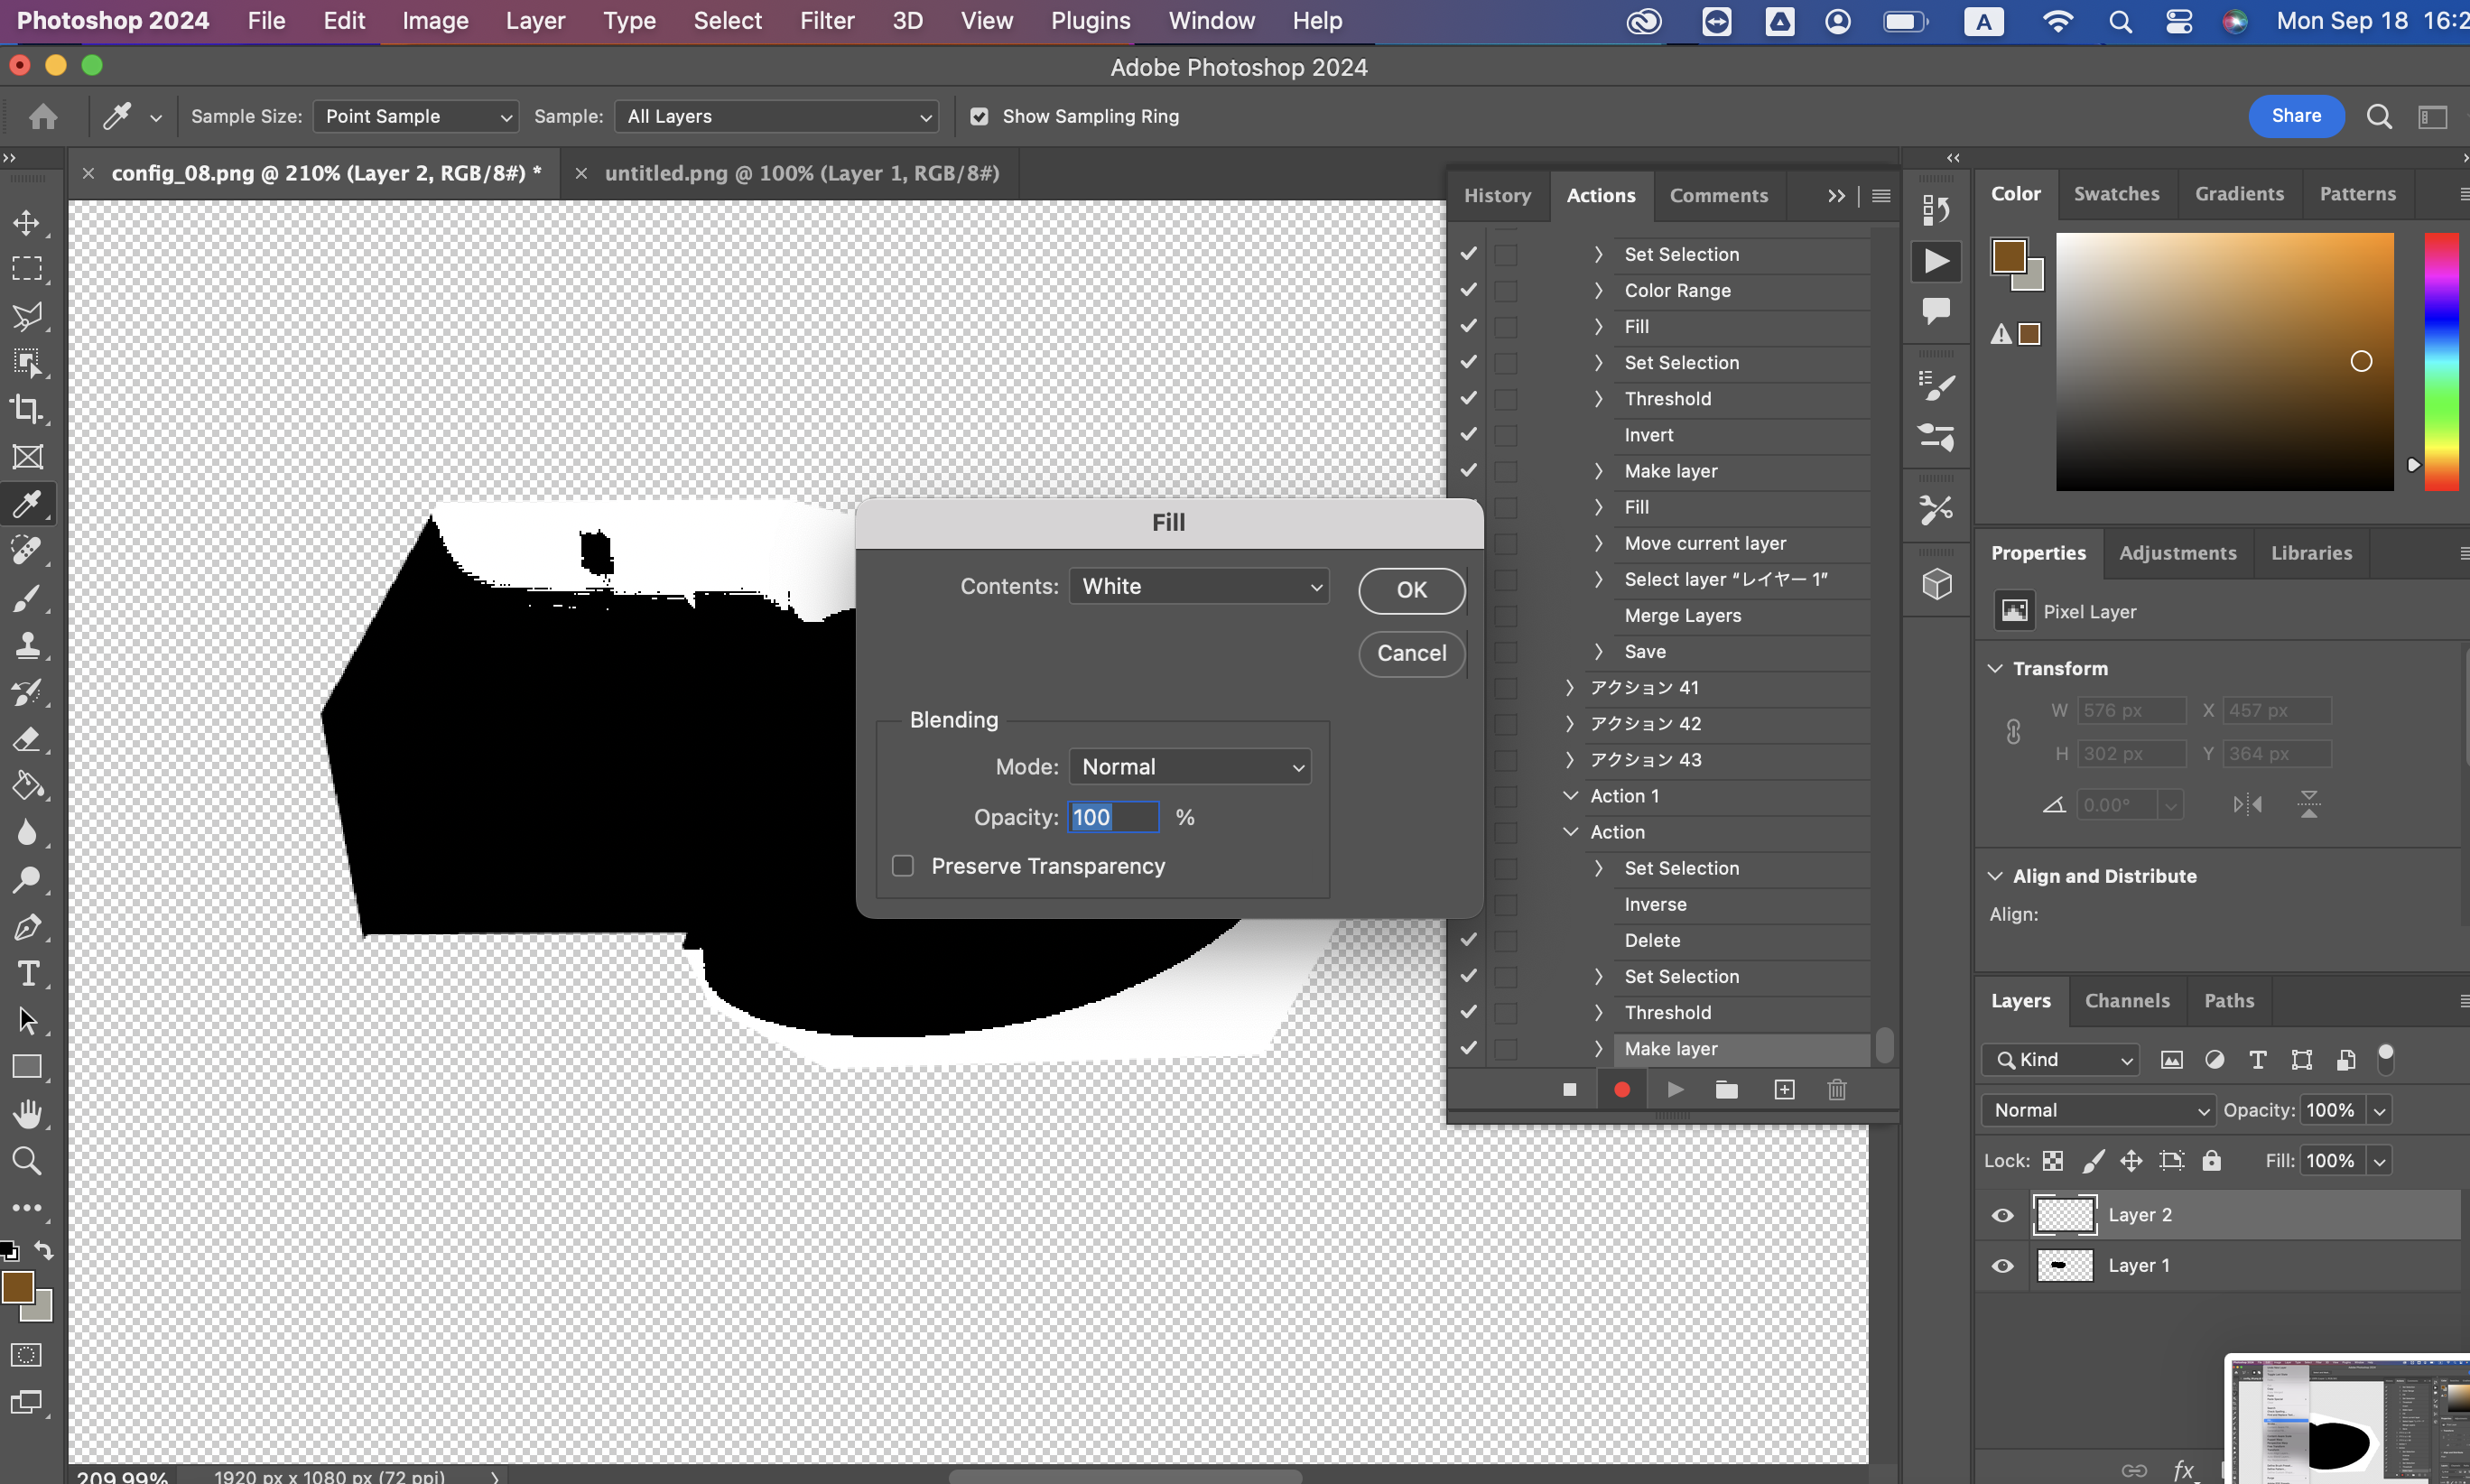 Photoshop 2024 File Edit Image Layer Type Select Filter 3D View Plugins Window Help A Mon Sep 18 16:2
Adobe Photoshop 2024
Sample Size: Point Sample Sample: All Layers Show Sampling Ring Share
config_08.png @ 210% (Layer 2, RGB/8#) * untitled.png @ 100% (Layer 1, RGB/8#)
History Actions Comments
Set Selection
Color Range
Fill
Set Selection
Threshold
Invert
Make layer
Fill
Move current layer
Select layer “レイヤー 1”
Merge Layers
Save
アクション 41
アクション 42
アクション 43
Action 1
Action
Set Selection
Inverse
Delete
Set Selection
Threshold
Make layer
Fill
Contents: White
OK
Cancel
Blending
Mode: Normal
Opacity: 100 %
Preserve Transparency
Color Swatches Gradients Patterns
Properties Adjustments Libraries
Pixel Layer
Transform
W 576 px X 457 px
H 302 px Y 364 px
0.00°
Align and Distribute
Align:
Layers Channels Paths
Kind
Normal Opacity: 100%
Lock: Fill: 100%
Layer 2
Layer 1
fx
209.99% 1920 px x 1080 px (72 ppi)